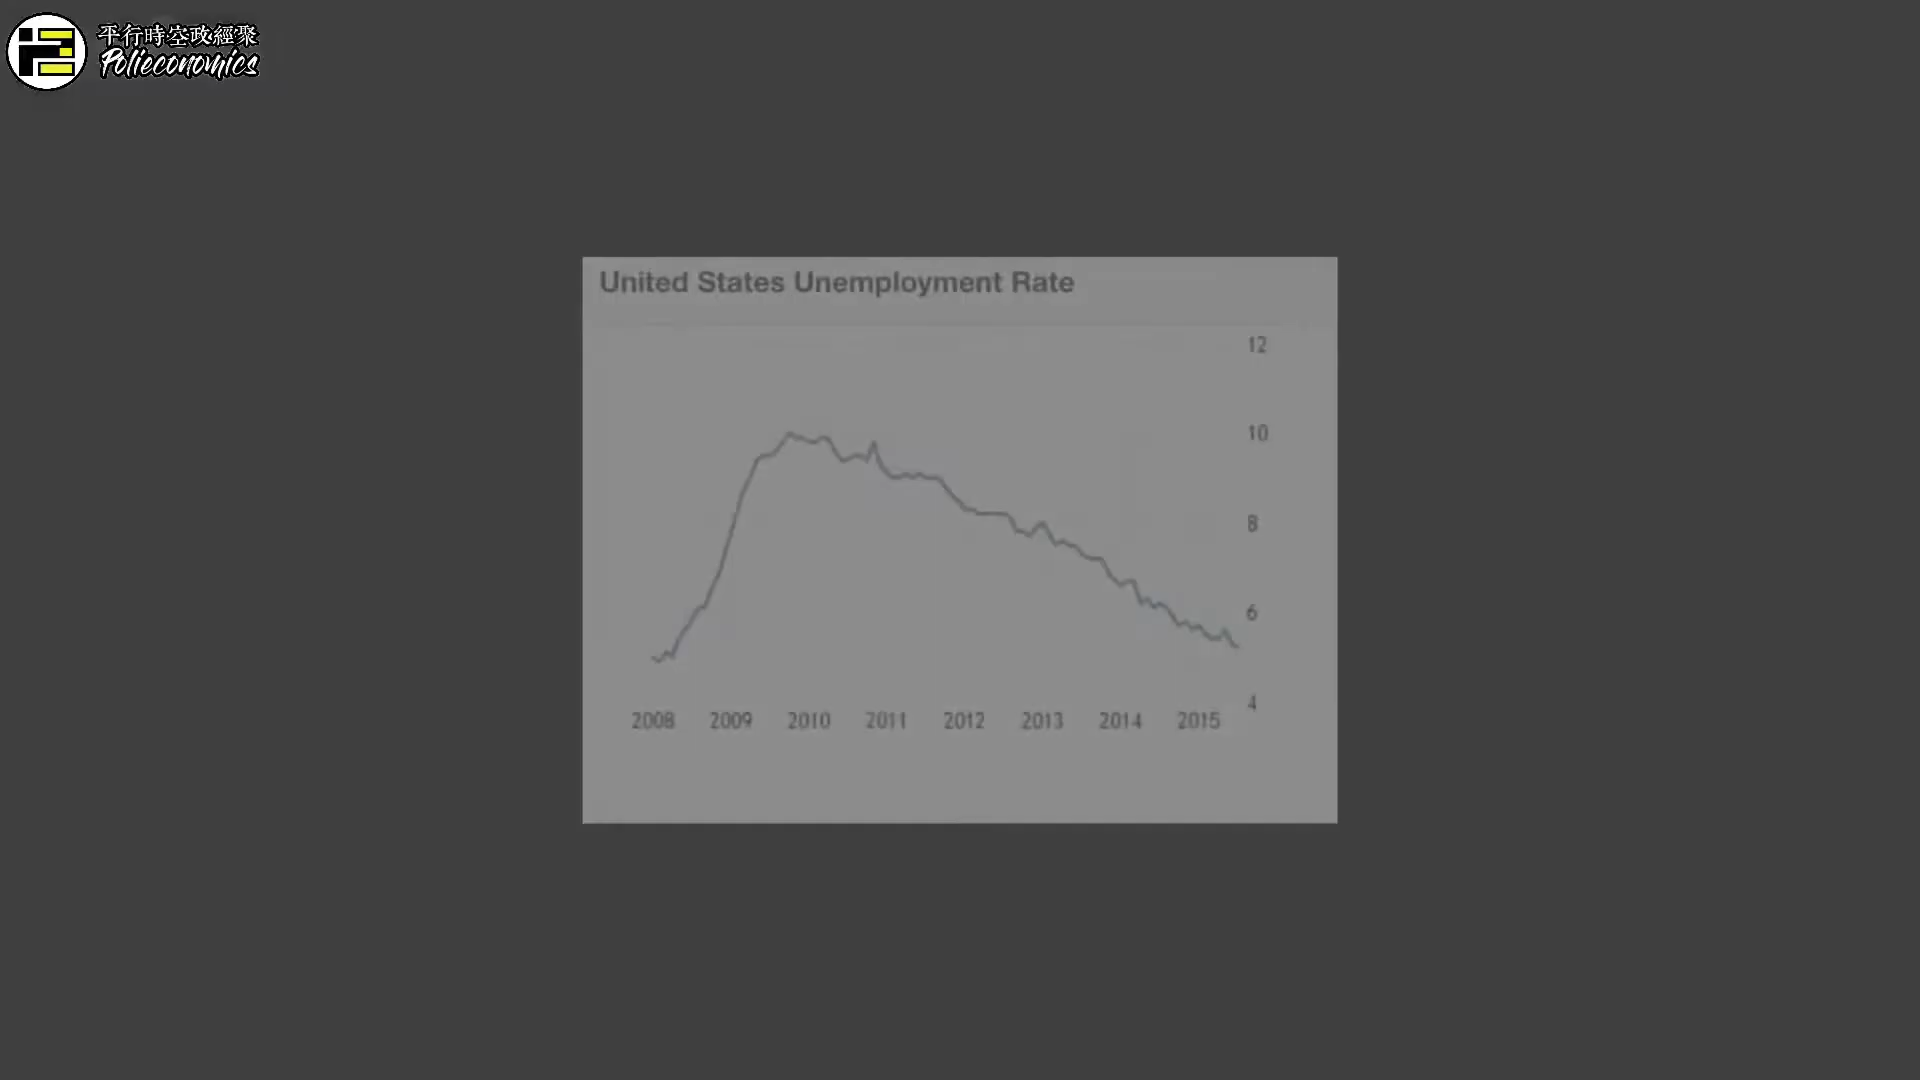 平行時空政經聚
Polieconomics
United States Unemployment Rate
12
10
8
6
4
2008 2009 2010 2011 2012 2013 2014 2015